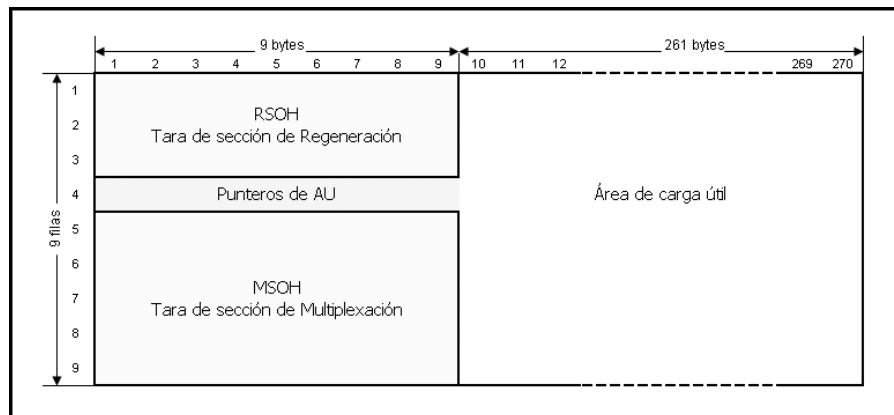 9 bytes 261 bytes
1 2 3 4 5 6 7 8 9 10 11 12 269 270
9 filas
1
2
3
4
5
6
7
8
9
RSOH
Tara de sección de Regeneración
Punteros de AU
Área de carga útil
MSOH
Tara de sección de Multiplexación